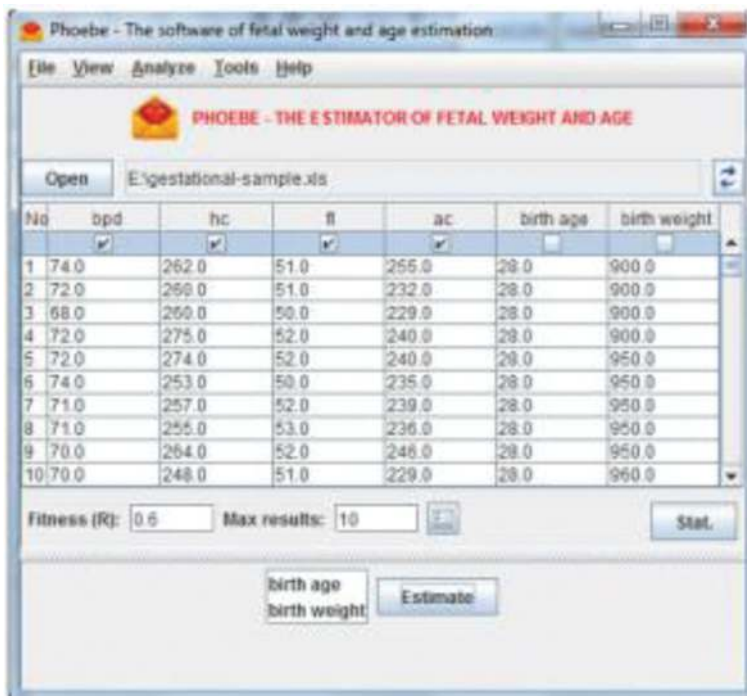 Phoebe - The software of fetal weight and age estimation
File View Analyze Tools Help
PHOEBE - THE ESTIMATOR OF FETAL WEIGHT AND AGE
Open E:\gestational-sample.xls
No bpd hc fl ac birth age birth weight
1 74.0 262.0 51.0 255.0 28.0 900.0
2 72.0 260.0 51.0 232.0 28.0 900.0
3 68.0 260.0 50.0 229.0 28.0 900.0
4 72.0 275.0 52.0 240.0 28.0 900.0
5 72.0 274.0 52.0 240.0 28.0 950.0
6 74.0 253.0 50.0 235.0 28.0 950.0
7 71.0 257.0 52.0 239.0 28.0 950.0
8 71.0 255.0 53.0 236.0 28.0 950.0
9 70.0 264.0 52.0 246.0 28.0 950.0
10 70.0 248.0 51.0 229.0 28.0 960.0
Fitness (R): 0.6 Max results: 10 Stat.
birth age
birth weight
Estimate